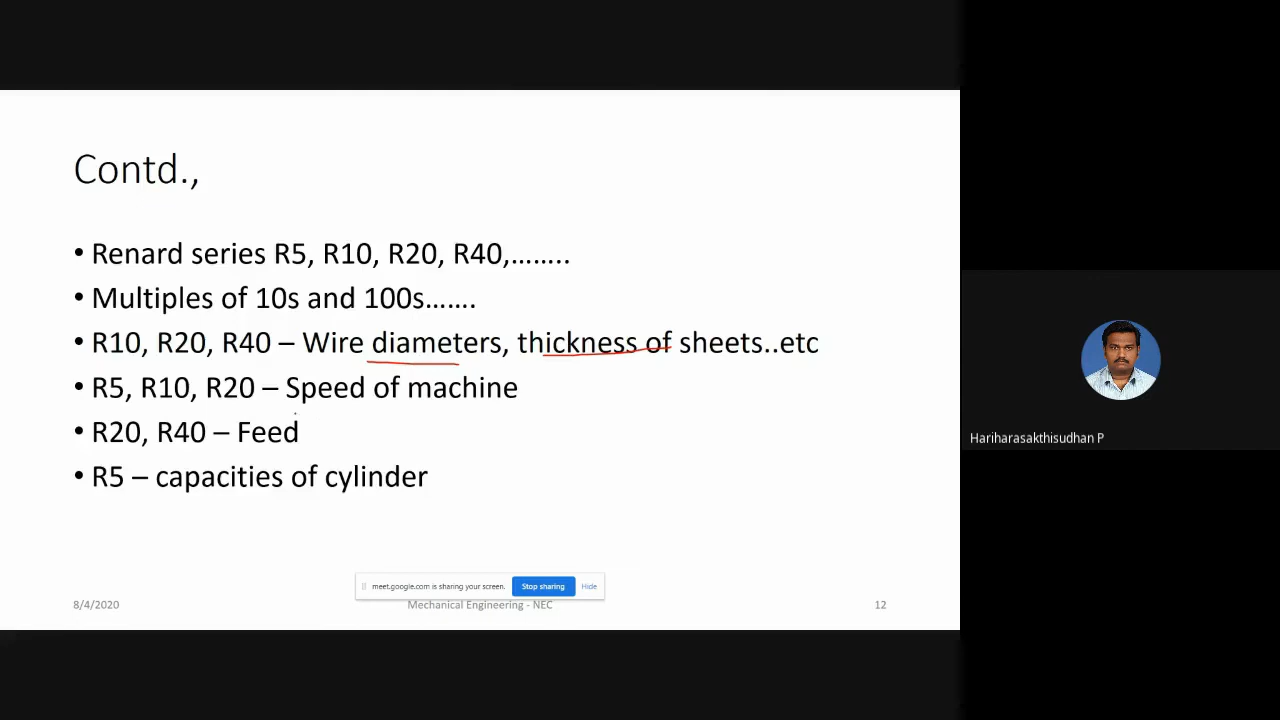 Contd.,
• Renard series R5, R10, R20, R40,……..
• Multiples of 10s and 100s…….
• R10, R20, R40 – Wire diameters, thickness of sheets..etc
• R5, R10, R20 – Speed of machine
• R20, R40 – Feed
• R5 – capacities of cylinder
meet.google.com is sharing your screen. Stop sharing Hide
8/4/2020 Mechanical Engineering - NEC 12
Hariharasakthisudhan P